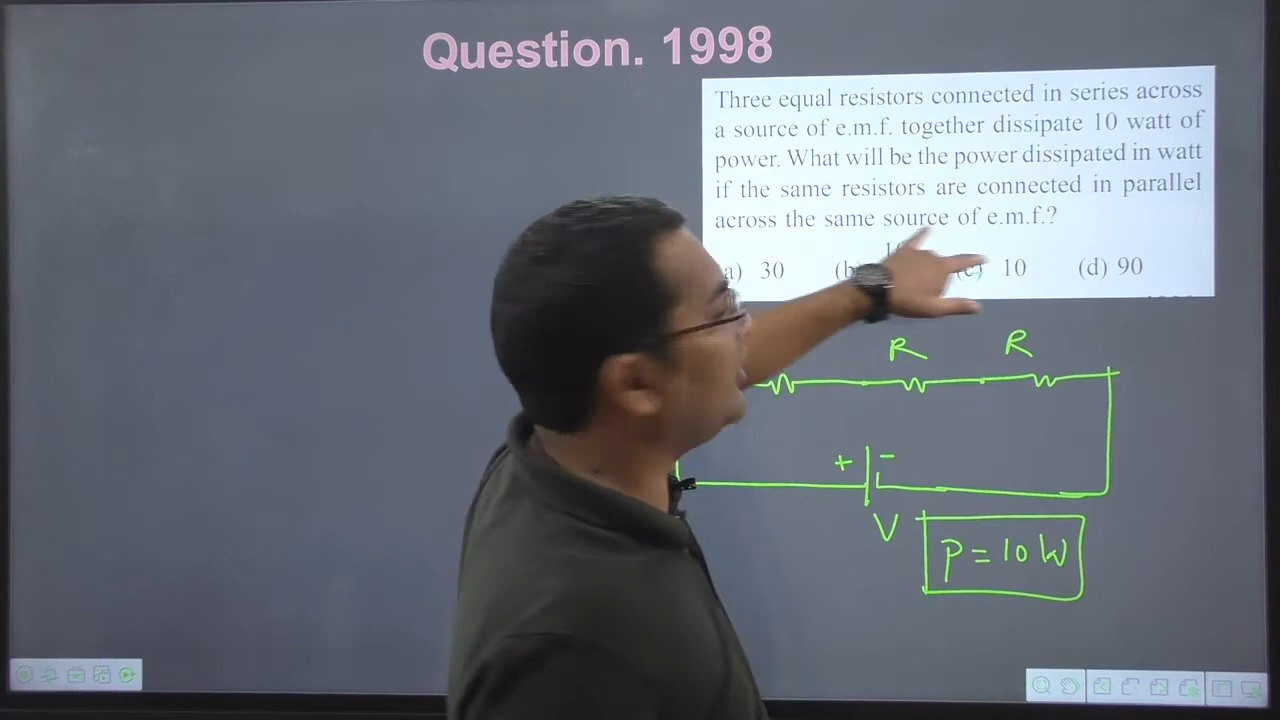 Question. 1998
Three equal resistors connected in series across
a source of e.m.f. together dissipate 10 watt of
power. What will be the power dissipated in watt
if the same resistors are connected in parallel
across the same source of e.m.f.?
a) 30 (b) (c) 10 (d) 90
R R
+ -
V
P = 10 W